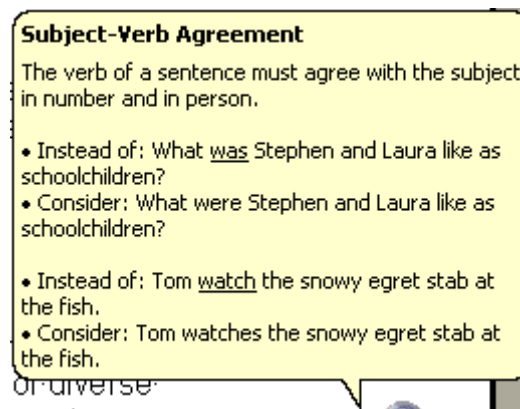 Subject-Verb Agreement
The verb of a sentence must agree with the subject
in number and in person.
• Instead of: What was Stephen and Laura like as
schoolchildren?
• Consider: What were Stephen and Laura like as
schoolchildren?
• Instead of: Tom watch the snowy egret stab at
the fish.
• Consider: Tom watches the snowy egret stab at
the fish.
of·diverse·